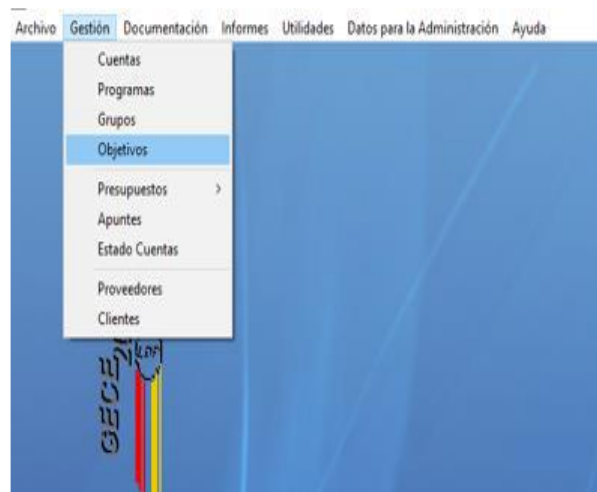 Archivo Gestión Documentación Informes Utilidades Datos para la Administración Ayuda
Cuentas
Programas
Grupos
Objetivos
Presupuestos >
Apuntes
Estado Cuentas
Proveedores
Clientes
GECE
LDF